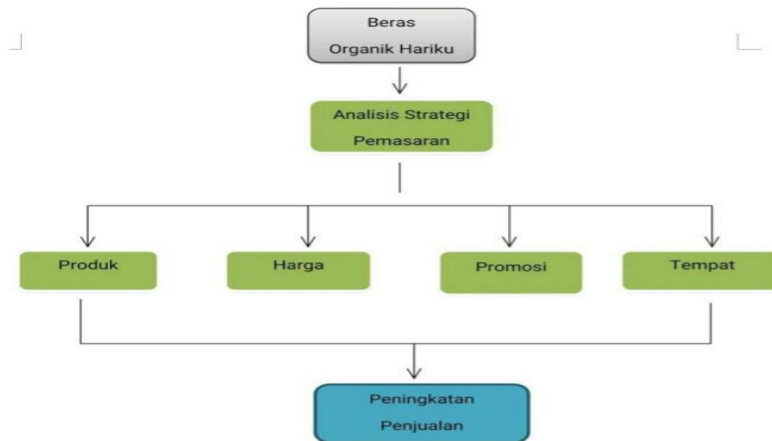 Beras
Organik Hariku
Analisis Strategi
Pemasaran
Produk
Harga
Promosi
Tempat
Peningkatan
Penjualan